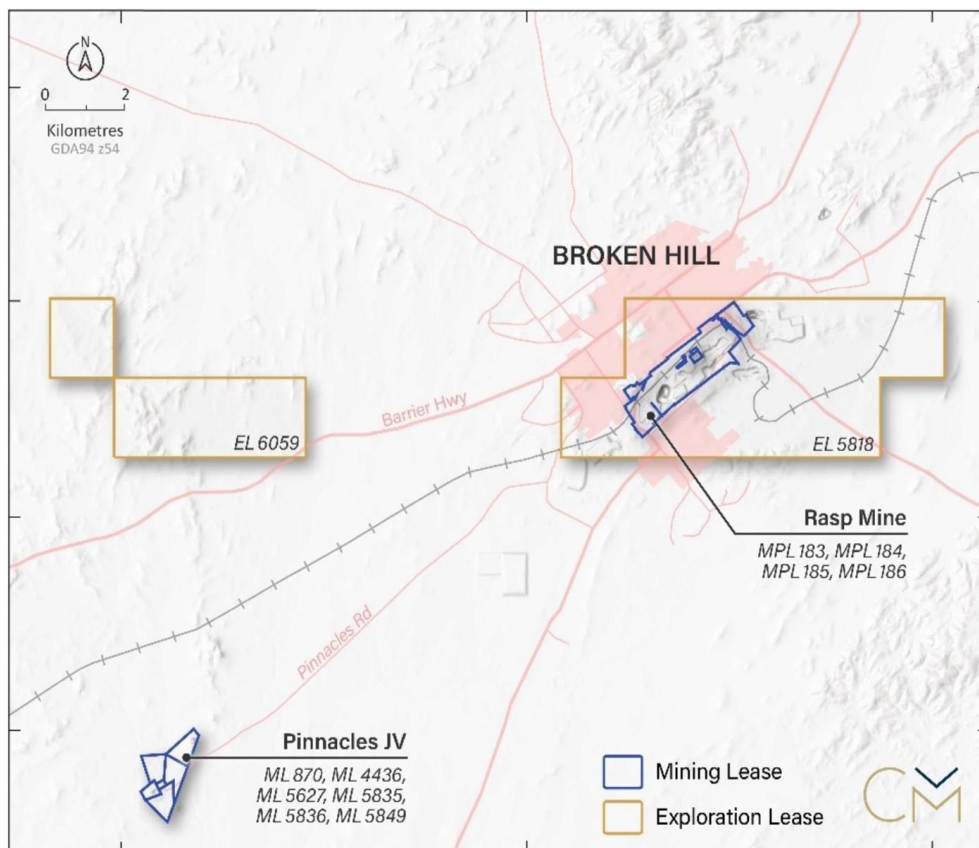 N
0 2
Kilometres
GDA94 z54
BROKEN HILL
Barrier Hwy
EL 6059
EL 5818
Rasp Mine
MPL 183, MPL 184,
MPL 185, MPL 186
Pinnacles Rd
Pinnacles JV
ML 870, ML 4436,
ML 5627, ML 5835,
ML 5836, ML 5849
Mining Lease
Exploration Lease
CM